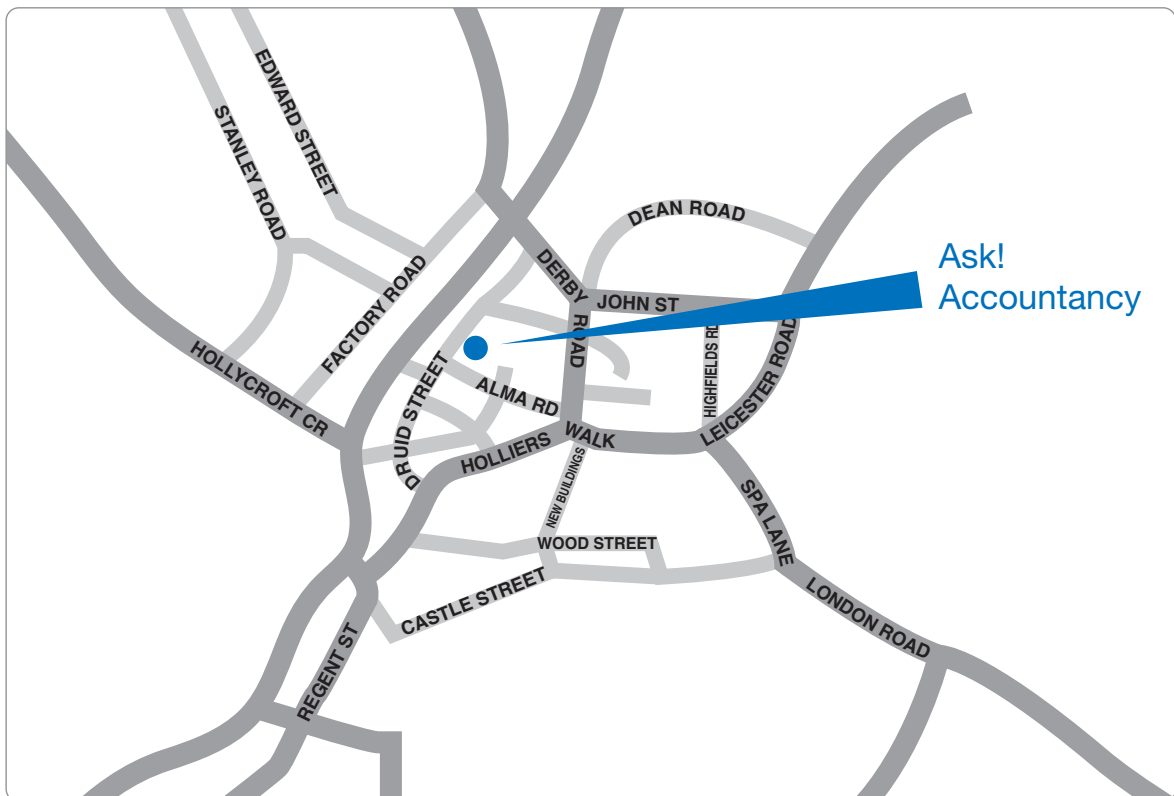 EDWARD STREET
STANLEY ROAD
DEAN ROAD
DERBY
ROAD
Ask!
Accountancy
JOHN ST
FACTORY ROAD
HIGHFIELDS RD
LEICESTER ROAD
HOLLYCROFT CR
DRUID STREET
ALMA RD
HOLLIERS
WALK
NEW BUILDINGS
SPA LANE
WOOD STREET
CASTLE STREET
LONDON ROAD
REGENT ST